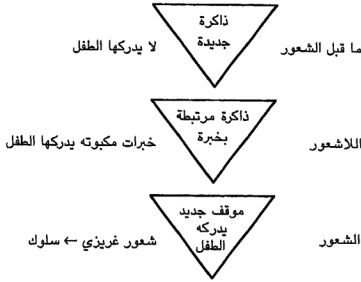 ذاكرة
جديدة
ما قبل الشعور
لا يدركها الطفل
ذاكرة مرتبطة
بخبرة
اللاشعور
خبرات مكبوته يدركها الطفل
موقف جديد
يدركه
الطفل
الشعور
شعور غريزي ← سلوك